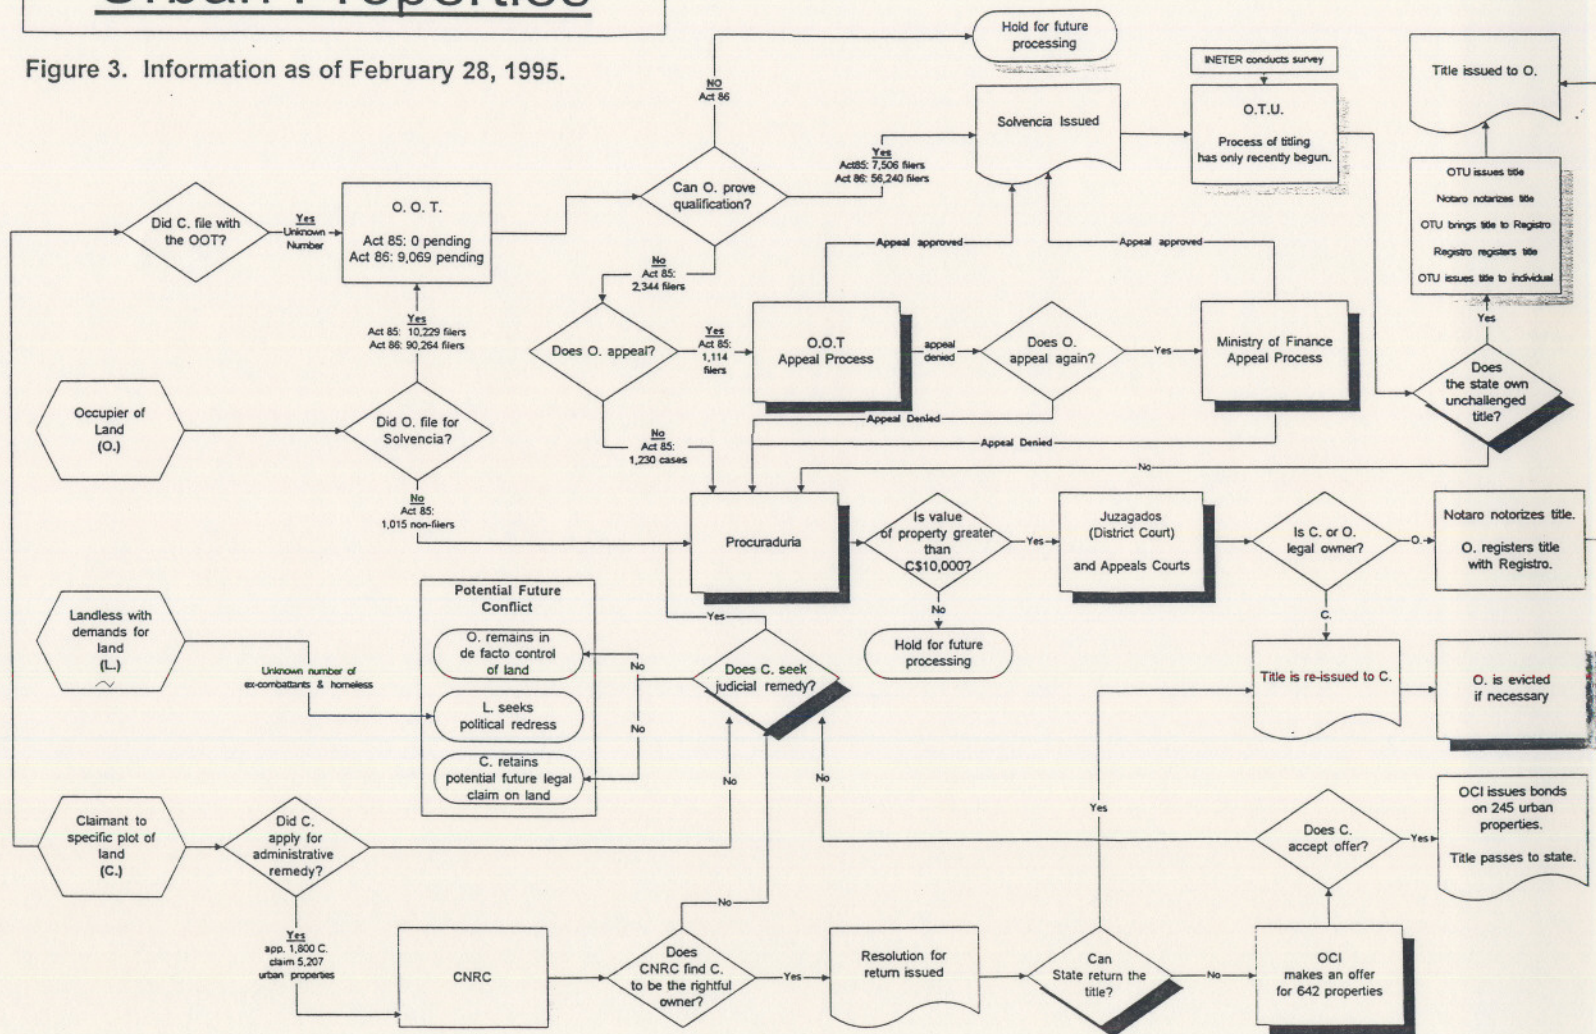 Urban Properties
Figure 3. Information as of February 28, 1995.
Hold for future
processing
NO
Act 86
INETER conducts survey
Title issued to O.
Solvencia Issued
O.T.U.
Process of titling
has only recently begun.
Yes
Act85: 7,506 filers
Act 86: 56,240 filers
Can O. prove
qualification?
OTU issues title
Notaro notarizes title
OTU brings title to Registro
Registro registers title
OTU issues title to individual
Did C. file with
the OOT?
Yes
Unknown
Number
O. O. T.
Act 85: 0 pending
Act 86: 9,069 pending
Appeal approved
Appeal approved
No
Act 85:
2,344 filers
Yes
Act 85: 10,229 filers
Act 86: 90,264 filers
Does O. appeal?
Yes
Act 85:
1,114
filers
O.O.T
Appeal Process
appeal
denied
Does O.
appeal again?
Yes
Ministry of Finance
Appeal Process
Yes
Does
the state own
unchallenged
title?
Occupier of
Land
(O.)
Did O. file for
Solvencia?
Appeal Denied
Appeal Denied
No
Act 85:
1,230 cases
No
No
Act 85:
1,015 non-filers
Procuraduria
Is value
of property greater
than
C$10,000?
Yes
Juzagados
(District Court)
and Appeals Courts
Is C. or O.
legal owner?
O.
Notaro notorizes title.
O. registers title
with Registro.
No
C.
Hold for future
processing
Potential Future
Conflict
O. remains in
de facto control
of land
L. seeks
political redress
C. retains
potential future legal
claim on land
Landless with
demands for
land
(L.)
Unknown number of
ex-combattants & homeless
Yes
No
No
Does C. seek
judicial remedy?
Title is re-issued to C.
O. is evicted
if necessary
No
No
Yes
Claimant to
specific plot of
land
(C.)
Did C.
apply for
administrative
remedy?
Does C.
accept offer?
Yes
OCI issues bonds
on 245 urban
properties.
Title passes to state.
No
Yes
app. 1,800 C.
claim 5,207
urban properties
CNRC
Does
CNRC find C.
to be the rightful
owner?
Yes
Resolution for
return issued
Can
State return the
title?
No
OCI
makes an offer
for 642 properties